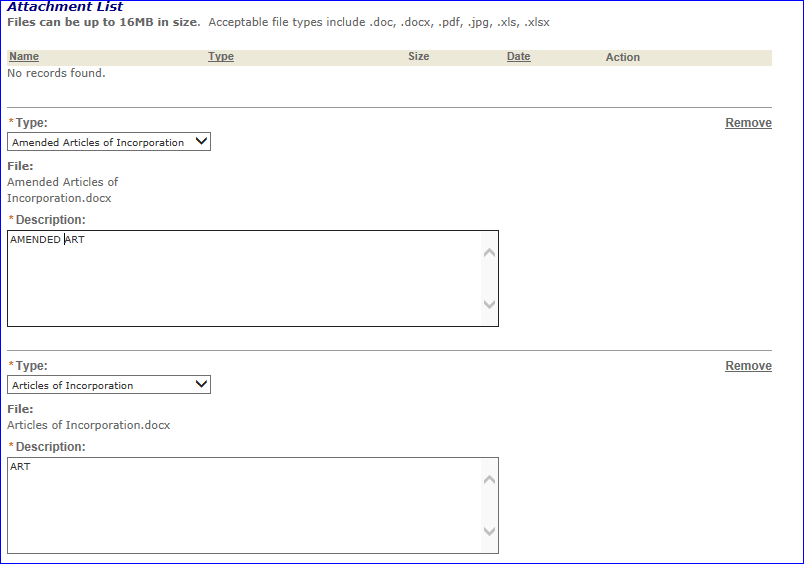 Attachment List
Files can be up to 16MB in size. Acceptable file types include .doc, .docx, .pdf, .jpg, .xls, .xlsx
Name Type Size Date Action
No records found.
*Type: Remove
Amended Articles of Incorporation
File:
Amended Articles of
Incorporation.docx
*Description:
AMENDED ART
*Type: Remove
Articles of Incorporation
File:
Articles of Incorporation.docx
*Description:
ART